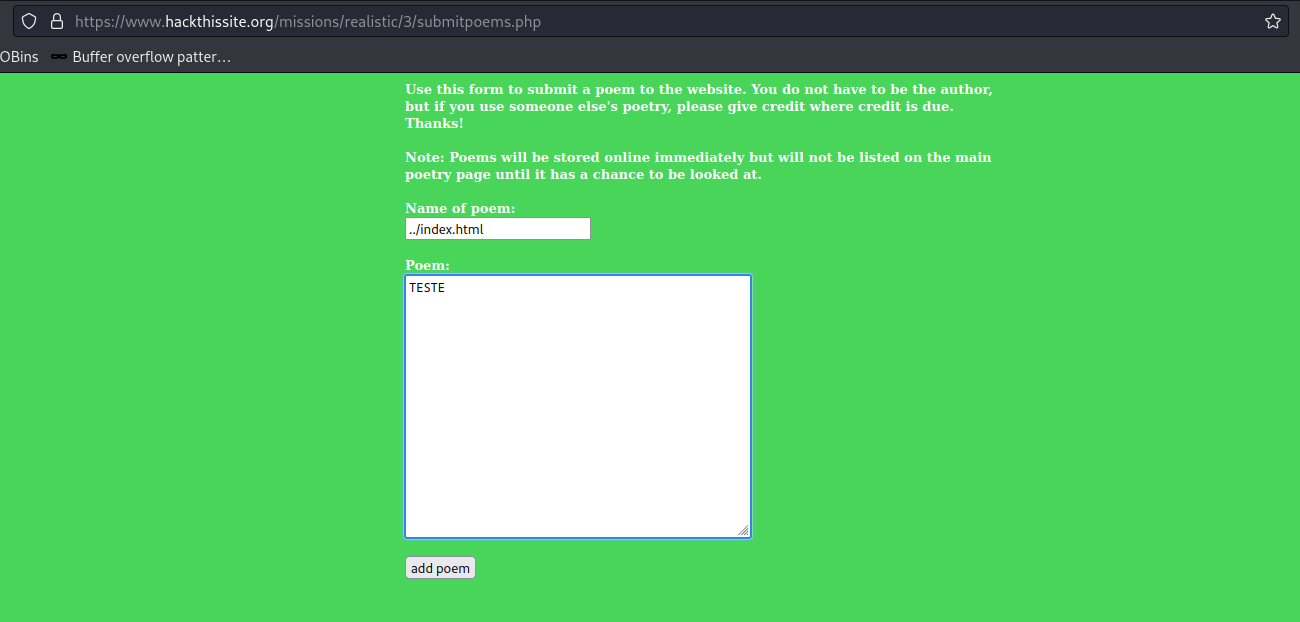 https://www.hackthissite.org/missions/realistic/3/submitpoems.php
OBins Buffer overflow patter…
Use this form to submit a poem to the website. You do not have to be the author,
but if you use someone else's poetry, please give credit where credit is due.
Thanks!
Note: Poems will be stored online immediately but will not be listed on the main
poetry page until it has a chance to be looked at.
Name of poem:
../index.html
Poem:
TESTE
add poem